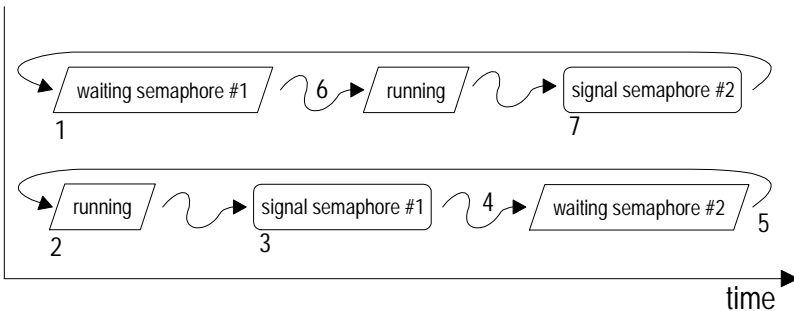 waiting semaphore #1
6
running
signal semaphore #2
1
7
running
signal semaphore #1
4
waiting semaphore #2
2
3
5
time